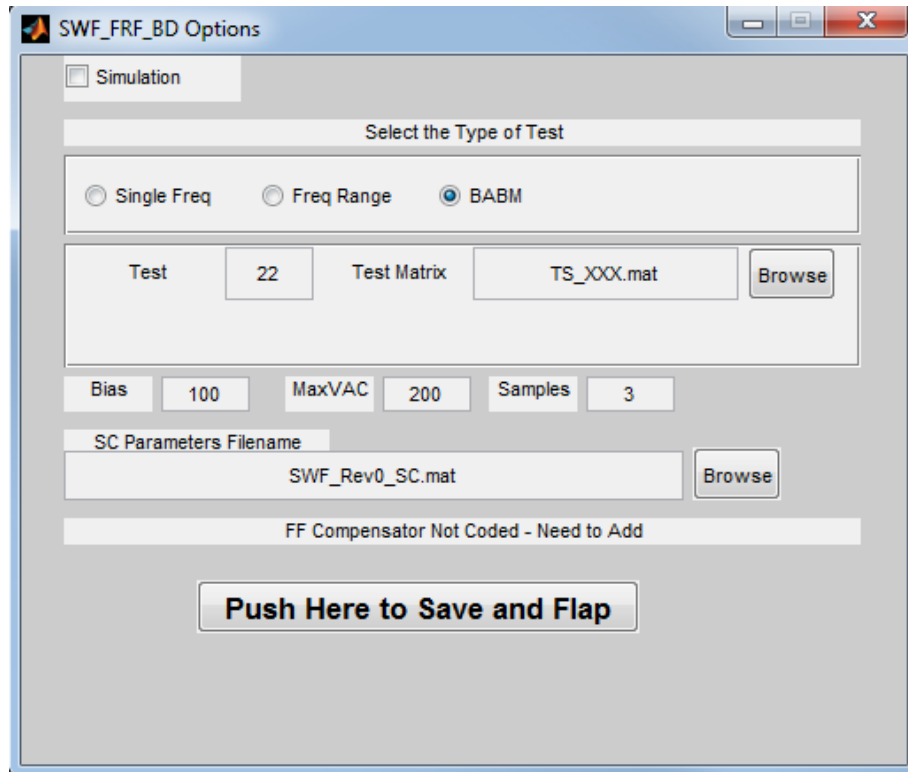 SWF_FRF_BD Options
Simulation
Select the Type of Test
Single Freq Freq Range BABM
Test 22 Test Matrix TS_XXX.mat Browse
Bias 100 MaxVAC 200 Samples 3
SC Parameters Filename
SWF_Rev0_SC.mat Browse
FF Compensator Not Coded - Need to Add
Push Here to Save and Flap